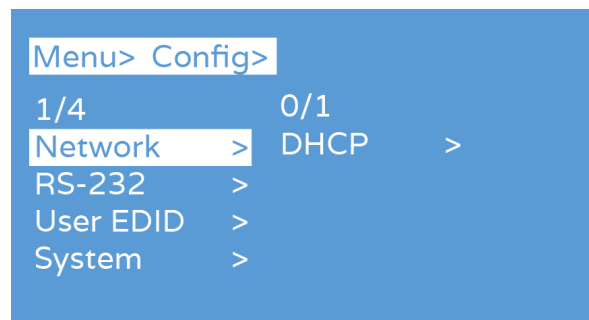 Menu> Config>
1/4 0/1
Network > DHCP >
RS-232 >
User EDID >
System >